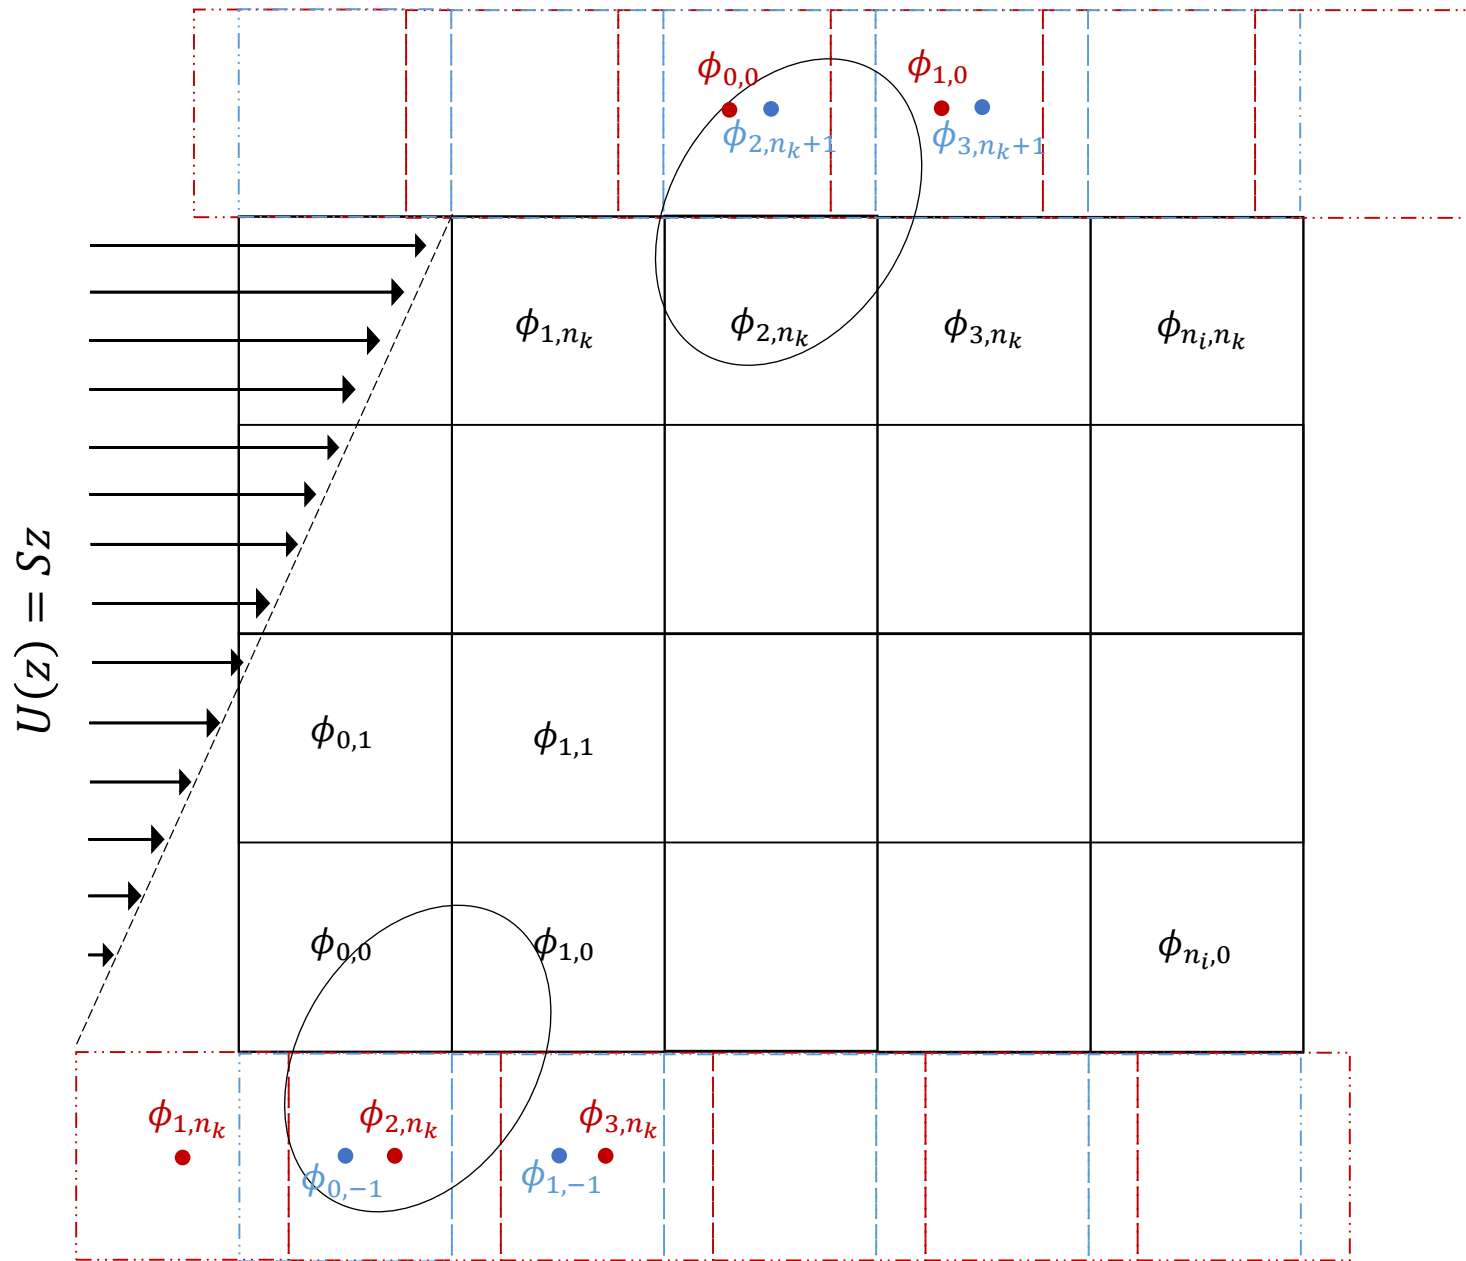 ϕ₀,₀ ϕ₁,₀
ϕ₂,ₙₖ₊₁ ϕ₃,ₙₖ₊₁
ϕ₁,ₙₖ ϕ₂,ₙₖ ϕ₃,ₙₖ ϕₙᵢ,ₙₖ
U(z) = Sz
ϕ₀,₁ ϕ₁,₁
ϕ₀,₀ ϕ₁,₀ ϕₙᵢ,₀
ϕ₁,ₙₖ ϕ₂,ₙₖ ϕ₃,ₙₖ
ϕ₀,₋₁ ϕ₁,₋₁